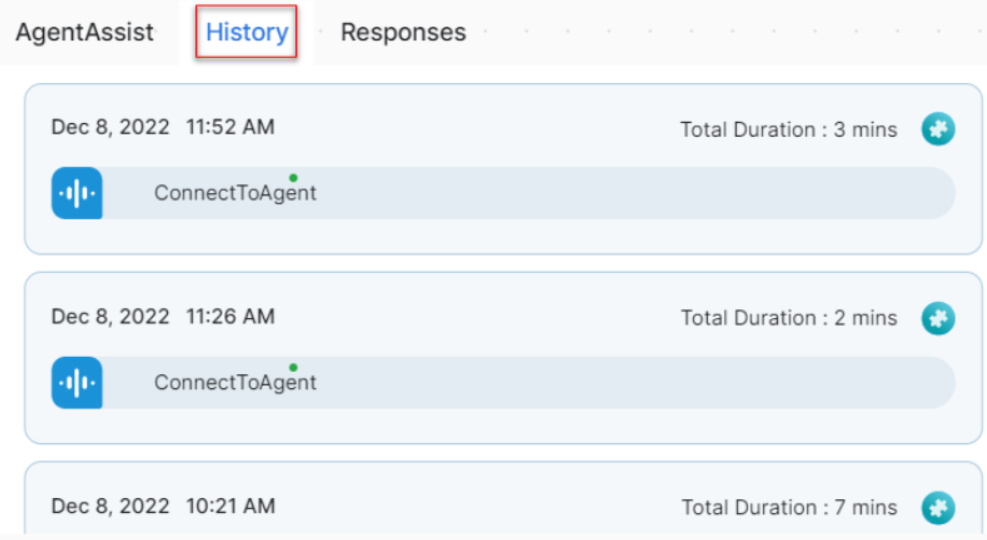 AgentAssist History Responses
Dec 8, 2022 11:52 AM Total Duration : 3 mins
ConnectToAgent
Dec 8, 2022 11:26 AM Total Duration : 2 mins
ConnectToAgent
Dec 8, 2022 10:21 AM Total Duration : 7 mins